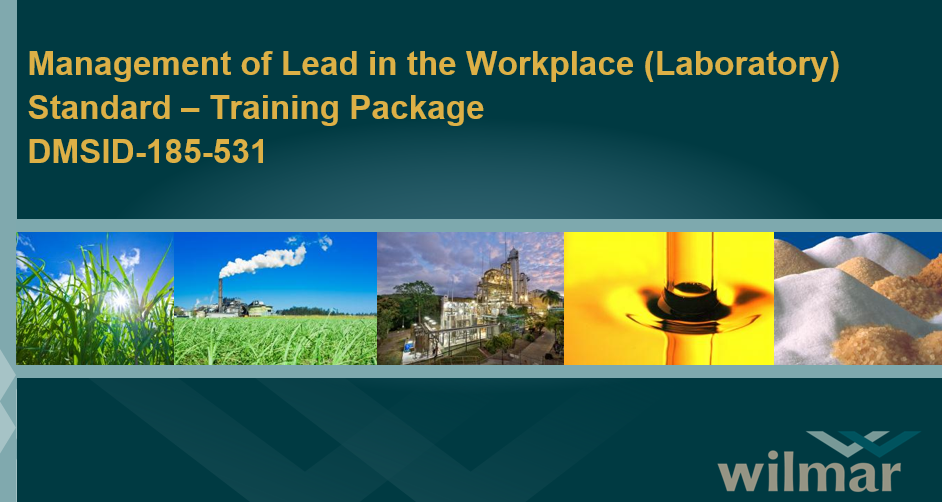 Management of Lead in the Workplace (Laboratory)
Standard – Training Package
DMSID-185-531
wilmar